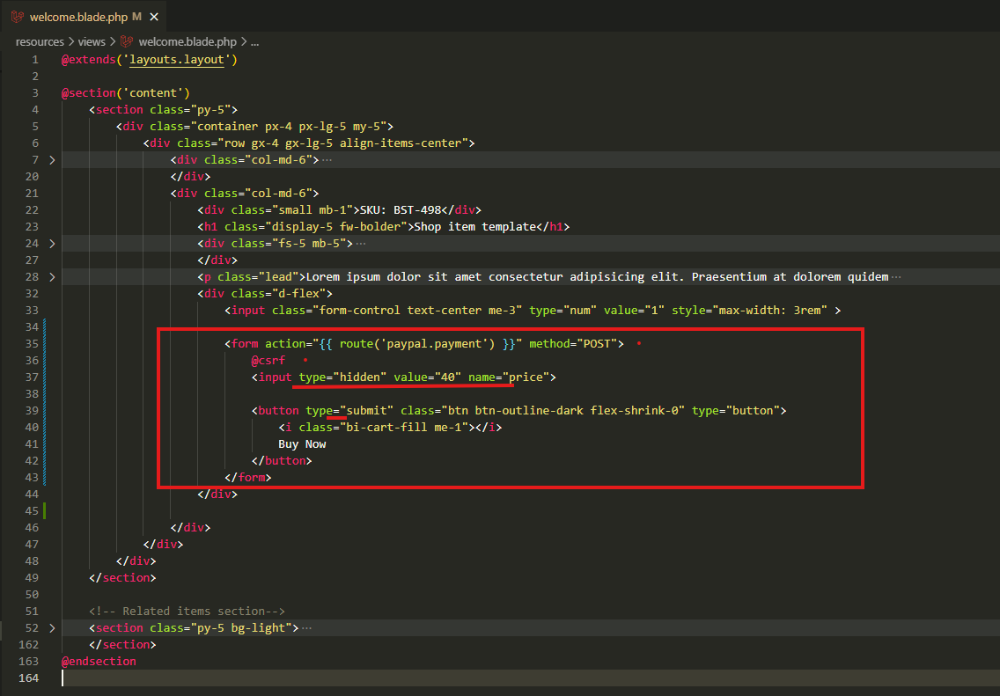 welcome.blade.php M ✕
resources > views > welcome.blade.php > ...
1 @extends('layouts.layout')
2
3 @section('content')
4 <section class="py-5">
5 <div class="container px-4 px-lg-5 my-5">
6 <div class="row gx-4 gx-lg-5 align-items-center">
7 <div class="col-md-6"> ···
20 </div>
21 <div class="col-md-6">
22 <div class="small mb-1">SKU: BST-498</div>
23 <h1 class="display-5 fw-bolder">Shop item template</h1>
24 <div class="fs-5 mb-5"> ···
27 </div>
28 <p class="lead">Lorem ipsum dolor sit amet consectetur adipisicing elit. Praesentium at dolorem quidem ···
32 <div class="d-flex">
33 <input class="form-control text-center me-3" type="num" value="1" style="max-width: 3rem" >
34
35 <form action="{{ route('paypal.payment') }}" method="POST">
36 @csrf
37 <input type="hidden" value="40" name="price">
38
39 <button type="submit" class="btn btn-outline-dark flex-shrink-0" type="button">
40 <i class="bi-cart-fill me-1"></i>
41 Buy Now
42 </button>
43 </form>
44 </div>
45
46 </div>
47 </div>
48 </div>
49 </section>
50
51 <!-- Related items section-->
52 <section class="py-5 bg-light"> ···
162 </section>
163 @endsection
164